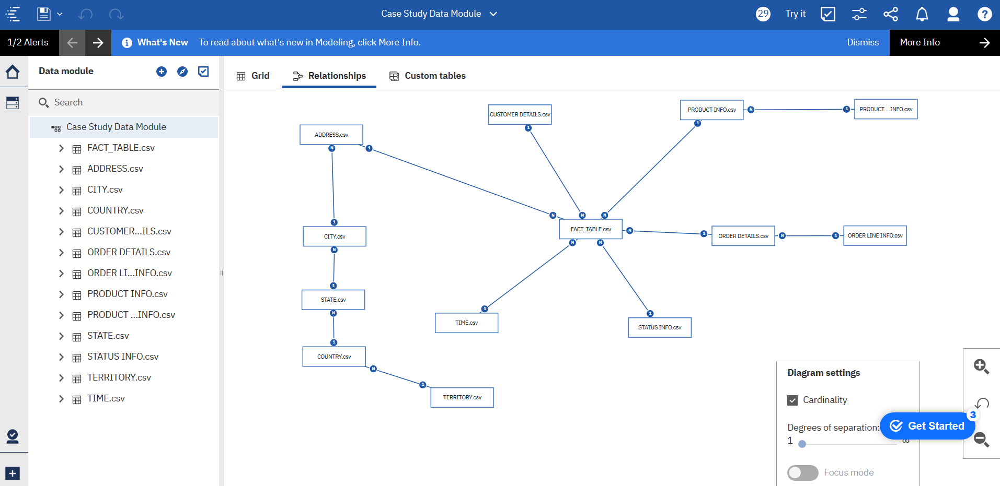 Case Study Data Module
29
Try it
1/2 Alerts
What's New To read about what's new in Modeling, click More Info.
Dismiss
More Info
Data module
Search
Case Study Data Module
FACT_TABLE.csv
ADDRESS.csv
CITY.csv
COUNTRY.csv
CUSTOMER...ILS.csv
ORDER DETAILS.csv
ORDER LI...INFO.csv
PRODUCT INFO.csv
PRODUCT ...INFO.csv
STATE.csv
STATUS INFO.csv
TERRITORY.csv
TIME.csv
Grid
Relationships
Custom tables
CUSTOMER DETAILS.csv
1
PRODUCT INFO.csv
N
1
PRODUCT ...INFO.csv
1
ADDRESS.csv
N
1
N
N
N
1
FACT_TABLE.csv
N
1
ORDER DETAILS.csv
N
1
ORDER LINE INFO.csv
CITY.csv
N
N
N
1
STATE.csv
N
1
TIME.csv
1
STATUS INFO.csv
1
COUNTRY.csv
N
1
TERRITORY.csv
Diagram settings
Cardinality
Degrees of separation:
1
∞
Focus mode
3
Get Started